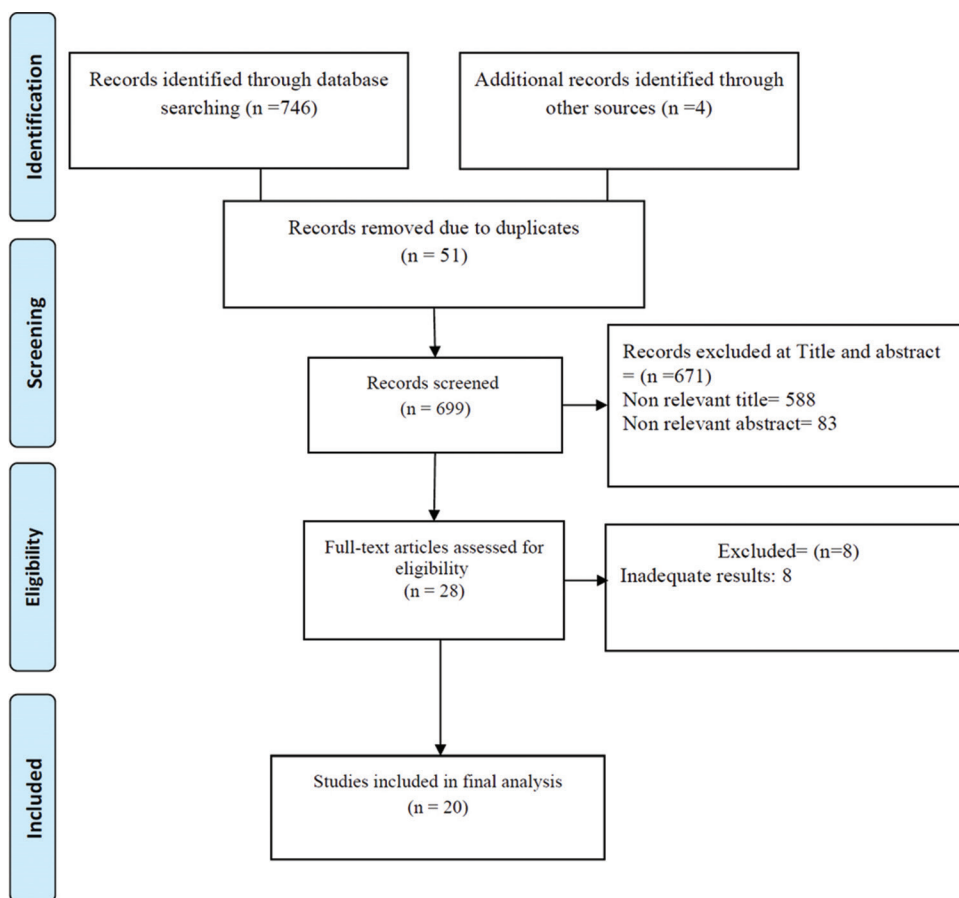 Identification
Records identified through database
searching (n =746)
Additional records identified through
other sources (n =4)
Records removed due to duplicates
(n = 51)
Screening
Records screened
(n = 699)
Records excluded at Title and abstract
= (n =671)
Non relevant title= 588
Non relevant abstract= 83
Eligibility
Full-text articles assessed for
eligibility
(n = 28)
Excluded= (n=8)
Inadequate results: 8
Included
Studies included in final analysis
(n = 20)